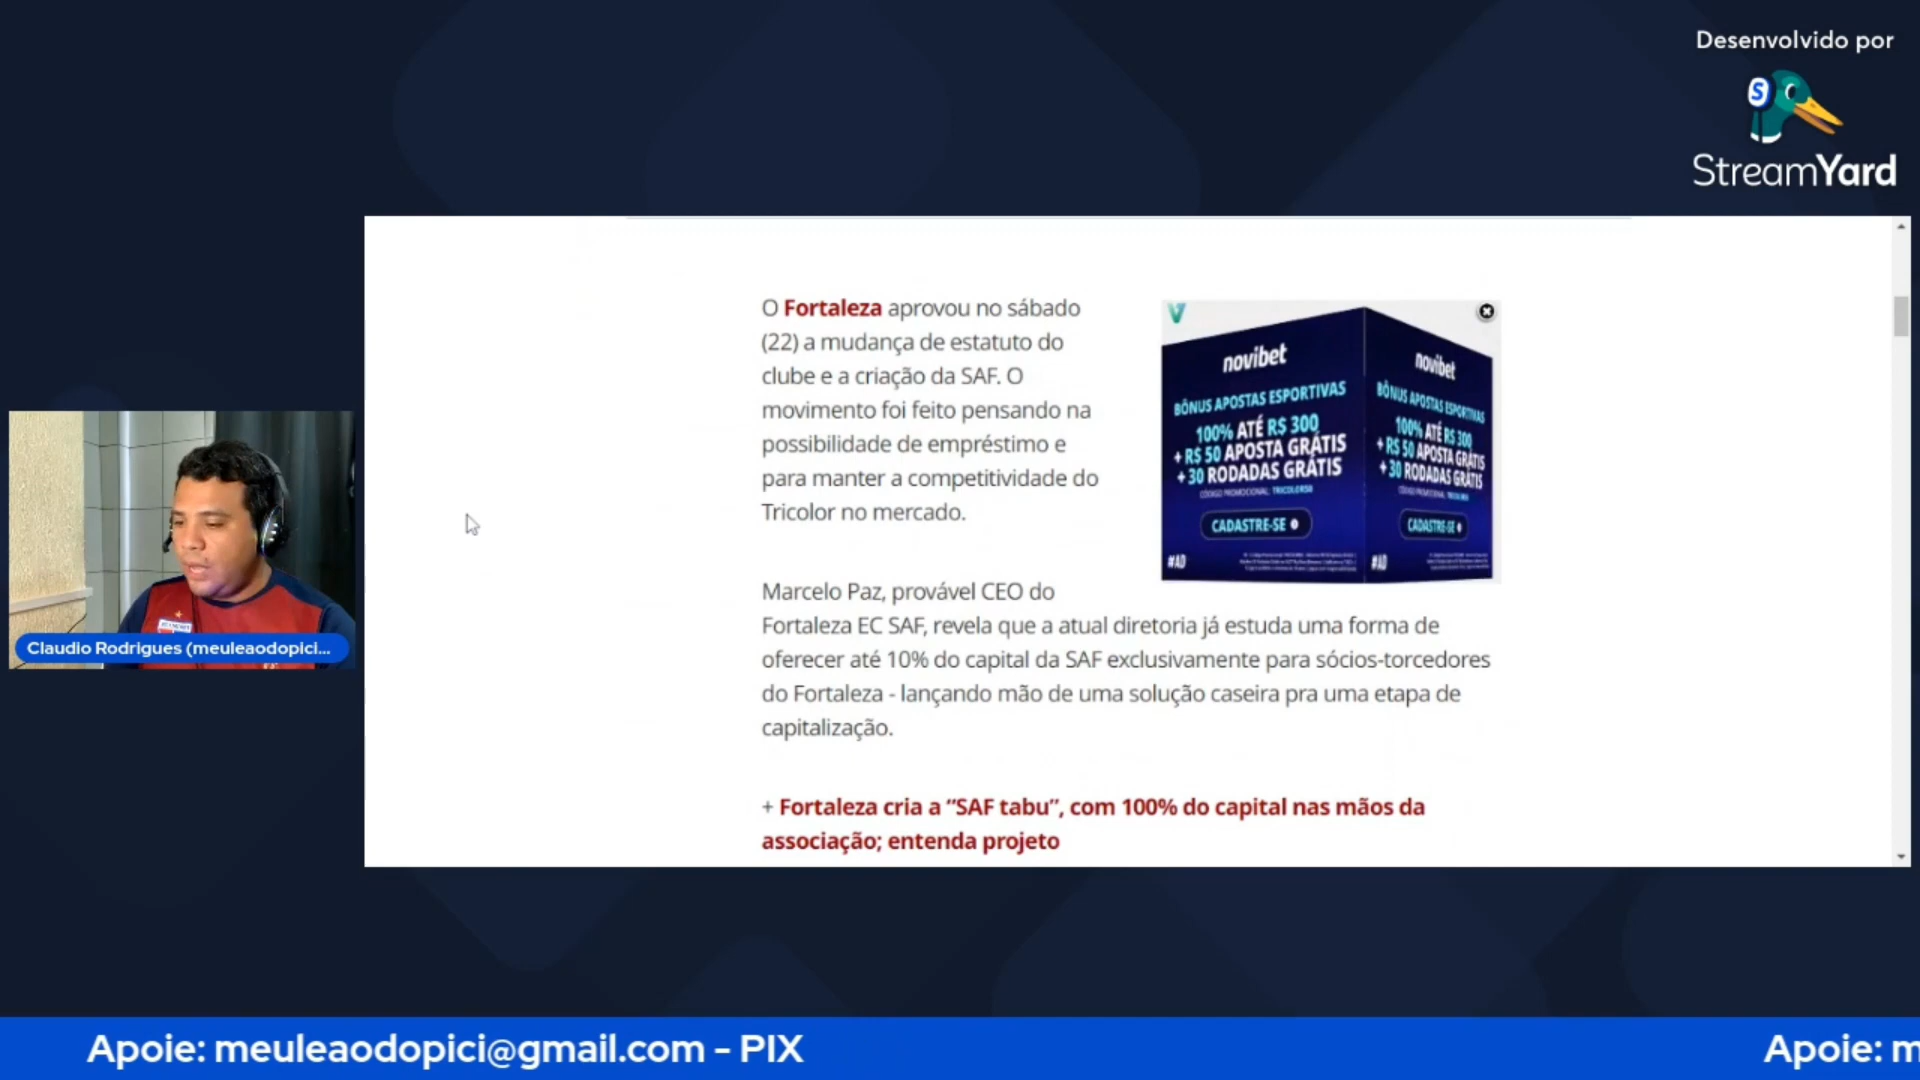 Desenvolvido por
StreamYard
O Fortaleza aprovou no sábado
(22) a mudança de estatuto do
clube e a criação da SAF. O
movimento foi feito pensando na
possibilidade de empréstimo e
para manter a competitividade do
Tricolor no mercado.
novibet
BÔNUS APOSTAS ESPORTIVAS
100% ATÉ R$ 300
+ R$ 50 APOSTA GRÁTIS
+ 30 RODADAS GRÁTIS
CÓDIGO PROMOCIONAL: TRICOLOR50
CADASTRE-SE
#AD
novibet
BÔNUS APOSTAS ESPORTIVAS
100% ATÉ R$ 300
+ R$ 50 APOSTA GRÁTIS
+ 30 RODADAS GRÁTIS
CADASTRE-SE
#AD
Marcelo Paz, provável CEO do
Fortaleza EC SAF, revela que a atual diretoria já estuda uma forma de
oferecer até 10% do capital da SAF exclusivamente para sócios-torcedores
do Fortaleza - lançando mão de uma solução caseira pra uma etapa de
capitalização.
+ Fortaleza cria a “SAF tabu”, com 100% do capital nas mãos da
associação; entenda projeto
Claudio Rodrigues (meuleaodopici...
Apoie: meuleaodopici@gmail.com - PIX
Apoie: m